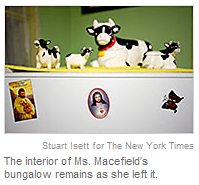 Stuart Isett for The New York Times
The interior of Ms. Macefield's
bungalow remains as she left it.